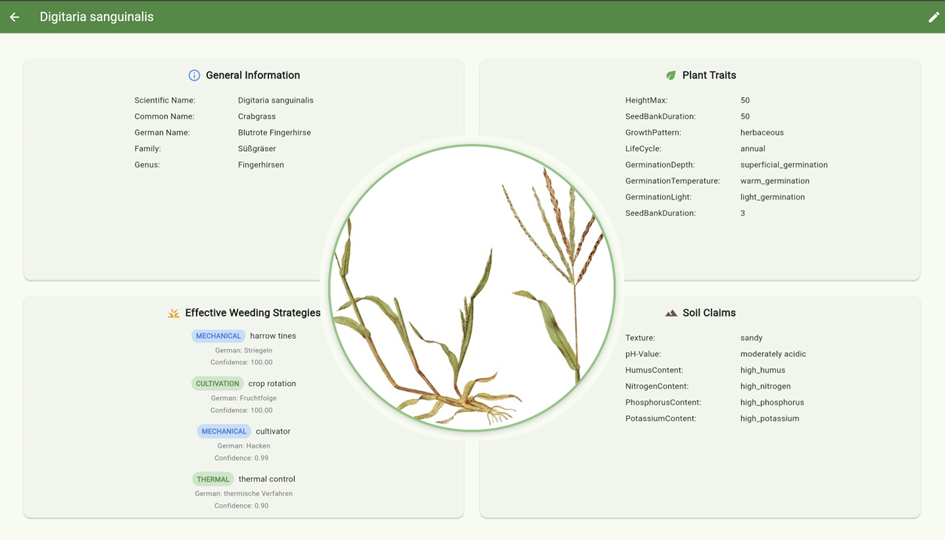 Digitaria sanguinalis
General Information
Scientific Name: Digitaria sanguinalis
Common Name: Crabgrass
German Name: Blutrote Fingerhirse
Family: Süßgräser
Genus: Fingerhirsen
Plant Traits
HeightMax: 50
SeedBankDuration: 50
GrowthPattern: herbaceous
LifeCycle: annual
GerminationDepth: superficial_germination
GerminationTemperature: warm_germination
GerminationLight: light_germination
SeedBankDuration: 3
Effective Weeding Strategies
MECHANICAL harrow tines
German: Striegeln
Confidence: 100.00
CULTIVATION crop rotation
German: Fruchtfolge
Confidence: 100.00
MECHANICAL cultivator
German: Hacken
Confidence: 0.99
THERMAL thermal control
German: thermische Verfahren
Confidence: 0.90
Soil Claims
Texture: sandy
pH-Value: moderately acidic
HumusContent: high_humus
NitrogenContent: high_nitrogen
PhosphorusContent: high_phosphorus
PotassiumContent: high_potassium